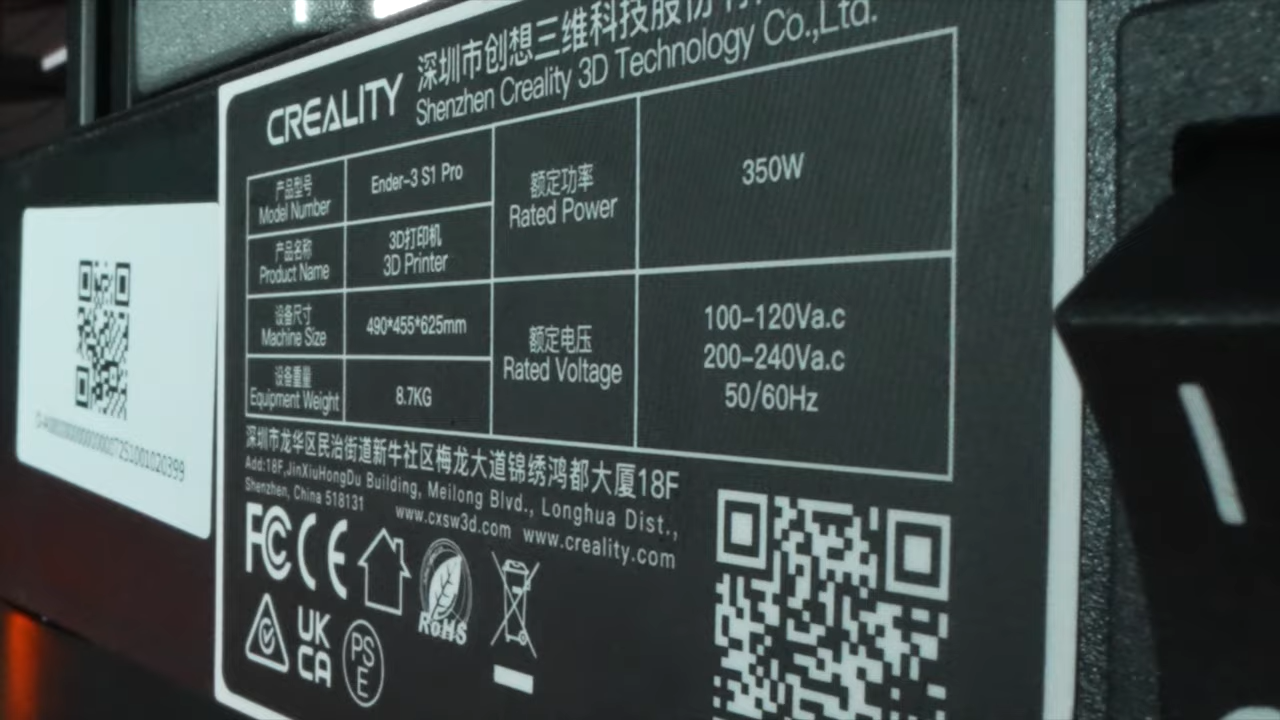 CREALITY
深圳市创想三维科技股份有
Shenzhen Creality 3D Technology Co.,Ltd.
产品型号
Model Number
Ender-3 S1 Pro
产品名称
Product Name
3D打印机
3D Printer
设备尺寸
Machine Size
490*455*625mm
设备重量
Equipment Weight
8.7KG
额定功率
Rated Power
350W
额定电压
Rated Voltage
100-120Va.c
200-240Va.c
50/60Hz
深圳市龙华区民治街道新牛社区梅龙大道锦绣鸿都大厦18F
Add:18F,JinXiuHongDu Building, Meilong Blvd., Longhua Dist.,
Shenzhen, China 518131
www.cxsw3d.com www.creality.com
FC CE
RoHS
UK
CA
PS
E